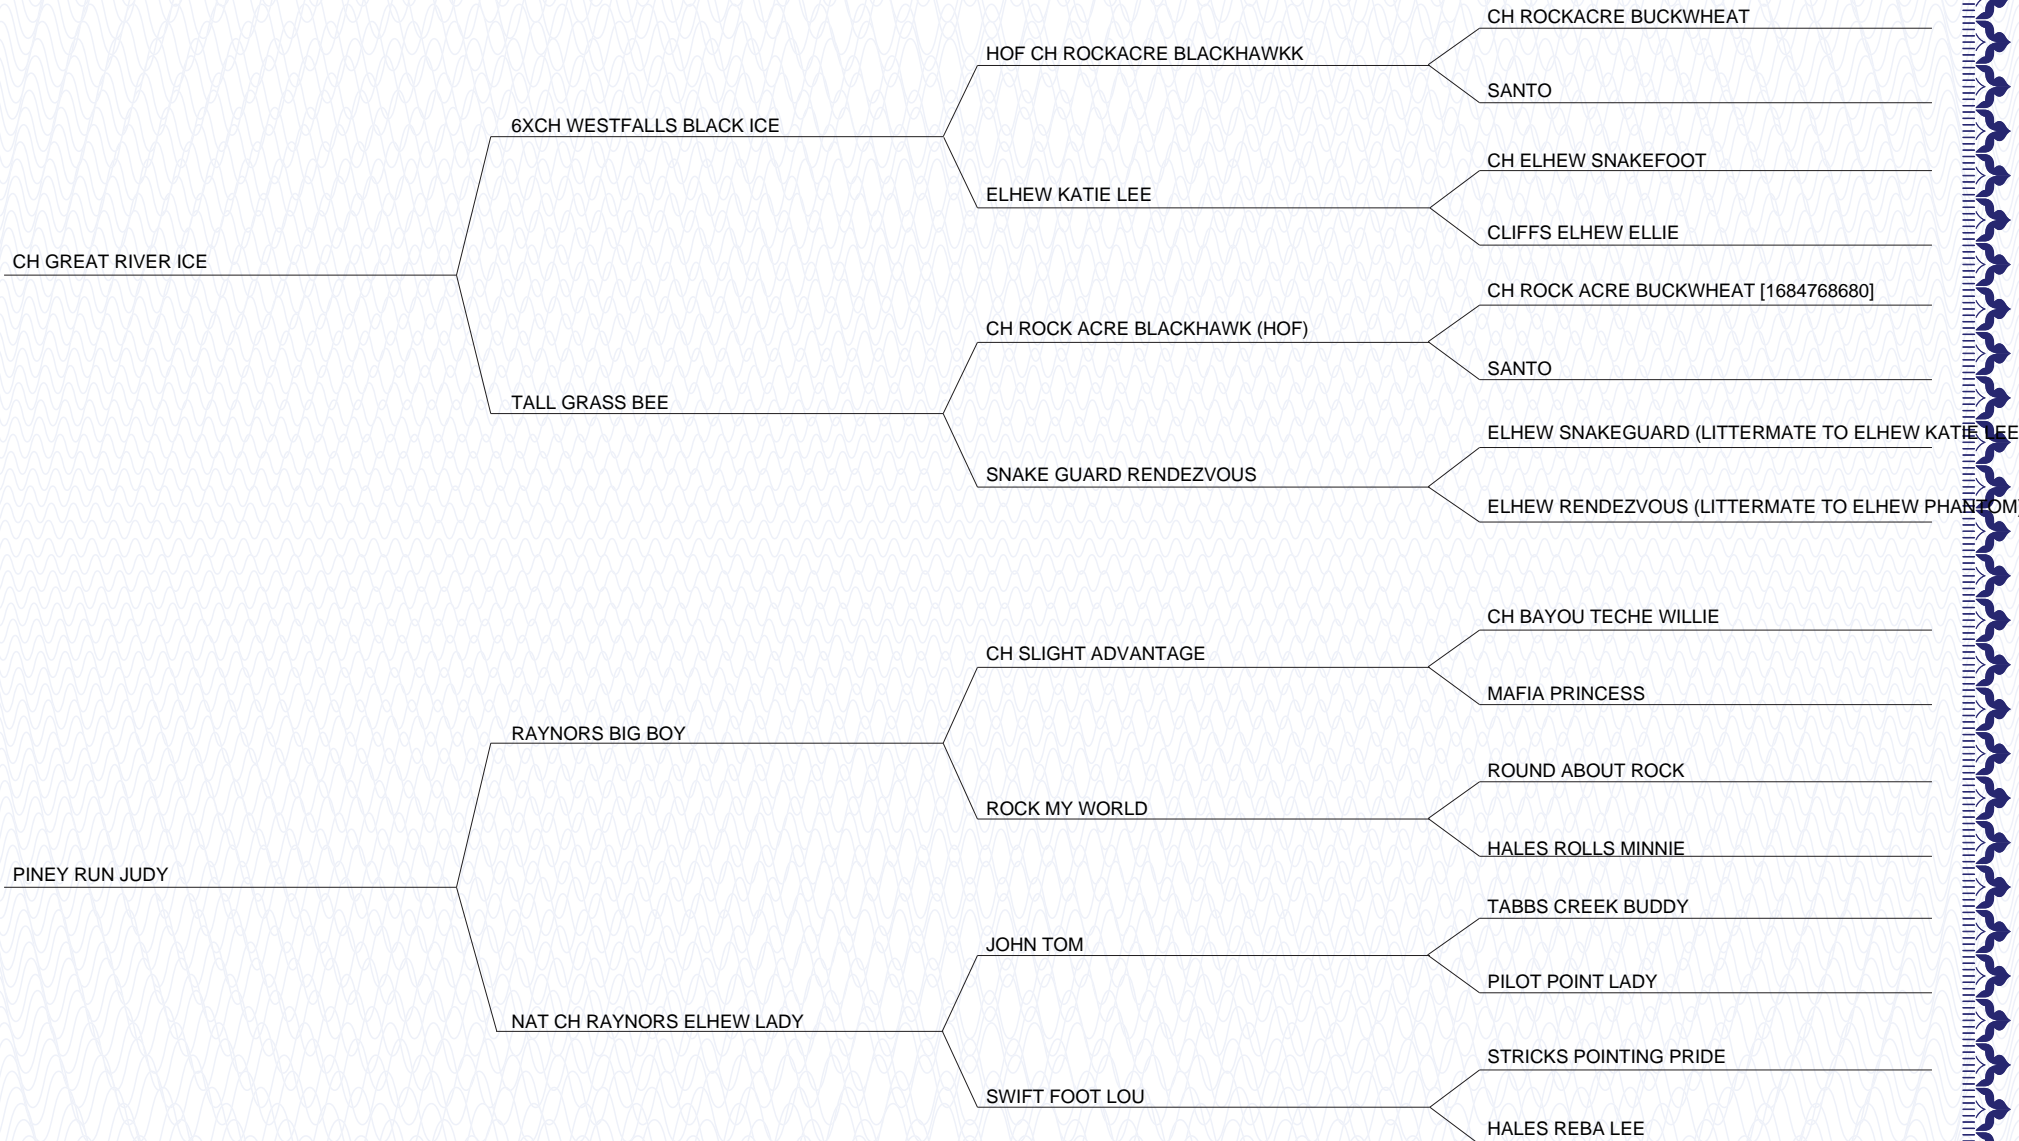 CH ROCKACRE BUCKWHEAT
HOF CH ROCKACRE BLACKHAWKK
SANTO
6XCH WESTFALLS BLACK ICE
CH ELHEW SNAKEFOOT
ELHEW KATIE LEE
CLIFFS ELHEW ELLIE
CH GREAT RIVER ICE
CH ROCK ACRE BUCKWHEAT [1684768680]
CH ROCK ACRE BLACKHAWK (HOF)
SANTO
TALL GRASS BEE
ELHEW SNAKEGUARD (LITTERMATE TO ELHEW KATIE LEE
SNAKE GUARD RENDEZVOUS
ELHEW RENDEZVOUS (LITTERMATE TO ELHEW PHANTOM)
CH BAYOU TECHE WILLIE
CH SLIGHT ADVANTAGE
MAFIA PRINCESS
RAYNORS BIG BOY
ROUND ABOUT ROCK
ROCK MY WORLD
HALES ROLLS MINNIE
PINEY RUN JUDY
TABBS CREEK BUDDY
JOHN TOM
PILOT POINT LADY
NAT CH RAYNORS ELHEW LADY
STRICKS POINTING PRIDE
SWIFT FOOT LOU
HALES REBA LEE